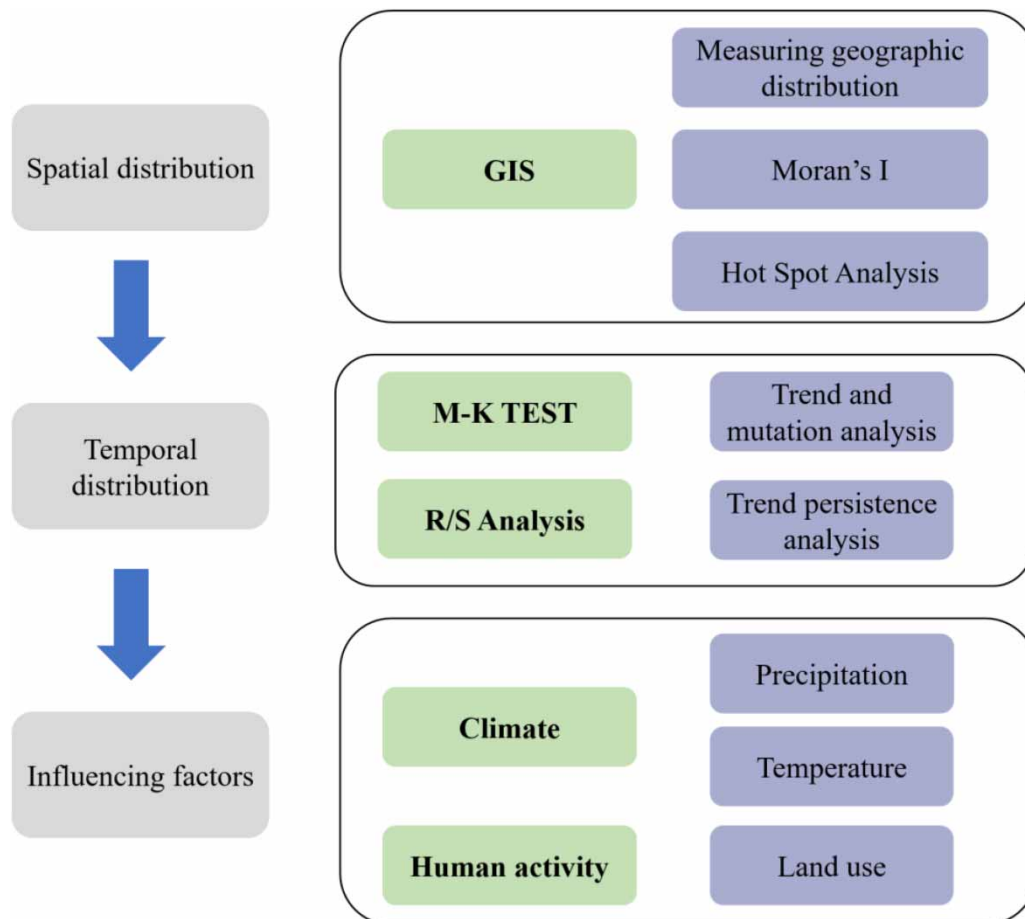 Spatial distribution
GIS
Measuring geographic
distribution
Moran’s I
Hot Spot Analysis
Temporal
distribution
M-K TEST
Trend and
mutation analysis
R/S Analysis
Trend persistence
analysis
Influencing factors
Climate
Precipitation
Temperature
Human activity
Land use